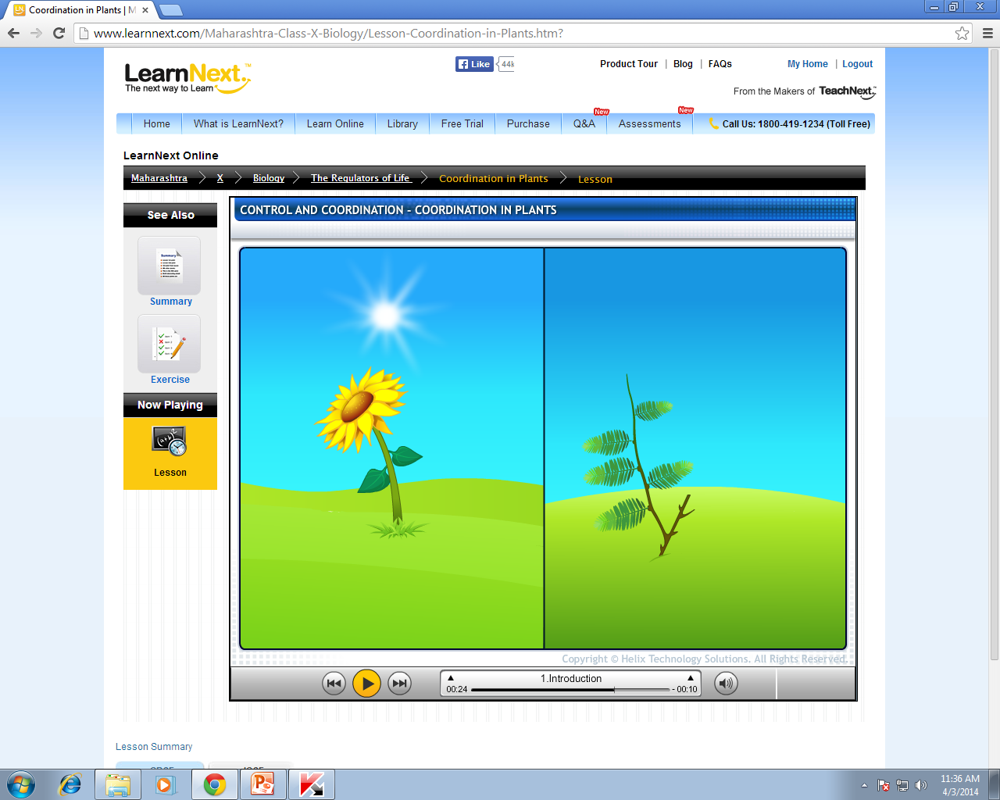 Coordination in Plants | M
www.learnnext.com/Maharashtra-Class-X-Biology/Lesson-Coordination-in-Plants.htm?
LearnNext.
The next way to Learn
Like 44k
Product Tour | Blog | FAQs
My Home | Logout
From the Makers of TeachNext.
Home
What is LearnNext?
Learn Online
Library
Free Trial
Purchase
Q&A New
Assessments New
Call Us: 1800-419-1234 (Toll Free)
LearnNext Online
Maharashtra X Biology The Regulators of Life Coordination in Plants Lesson
See Also
Summary
Summary
Exercise
Now Playing
Lesson
CONTROL AND COORDINATION - COORDINATION IN PLANTS
Copyright © Helix Technology Solutions. All Rights Reserved.
1.Introduction
00:24 - 00:10
Lesson Summary
11:36 AM
4/3/2014